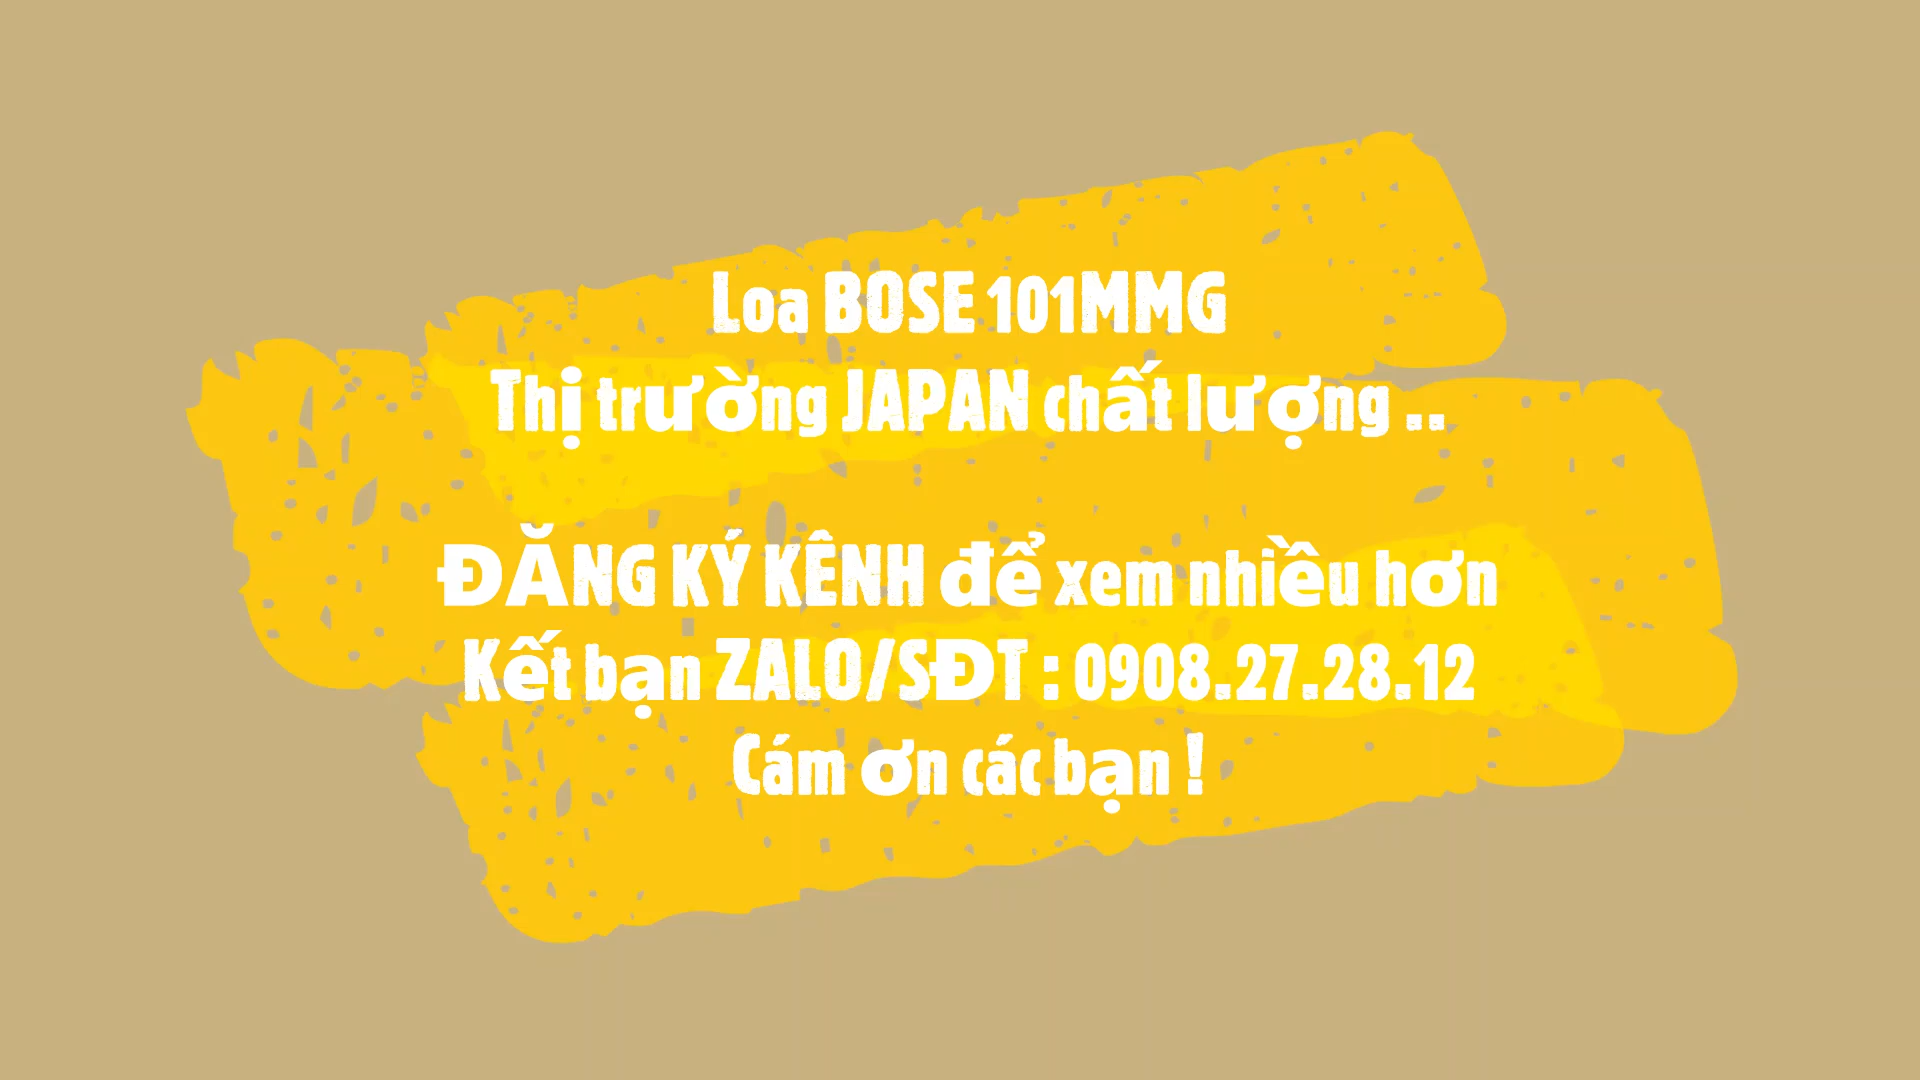 Loa BOSE 101MMG
Thị trường JAPAN chất lượng ..
ĐĂNG KÝ KÊNH để xem nhiều hơn
Kết bạn ZALO/SĐT : 0908.27.28.12
Cám ơn các bạn !